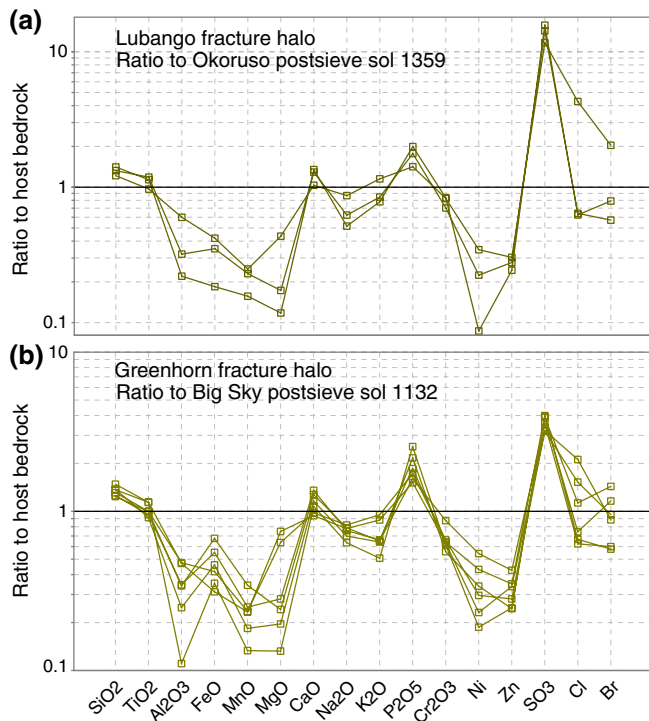 (a)
Lubango fracture halo
Ratio to Okoruso postsieve sol 1359
Ratio to host bedrock
10
1
0.1
(b)
Greenhorn fracture halo
Ratio to Big Sky postsieve sol 1132
Ratio to host bedrock
10
1
0.1
SiO2 TiO2 Al2O3 FeO MnO MgO CaO Na2O K2O P2O5 Cr2O3 Ni Zn SO3 Cl Br